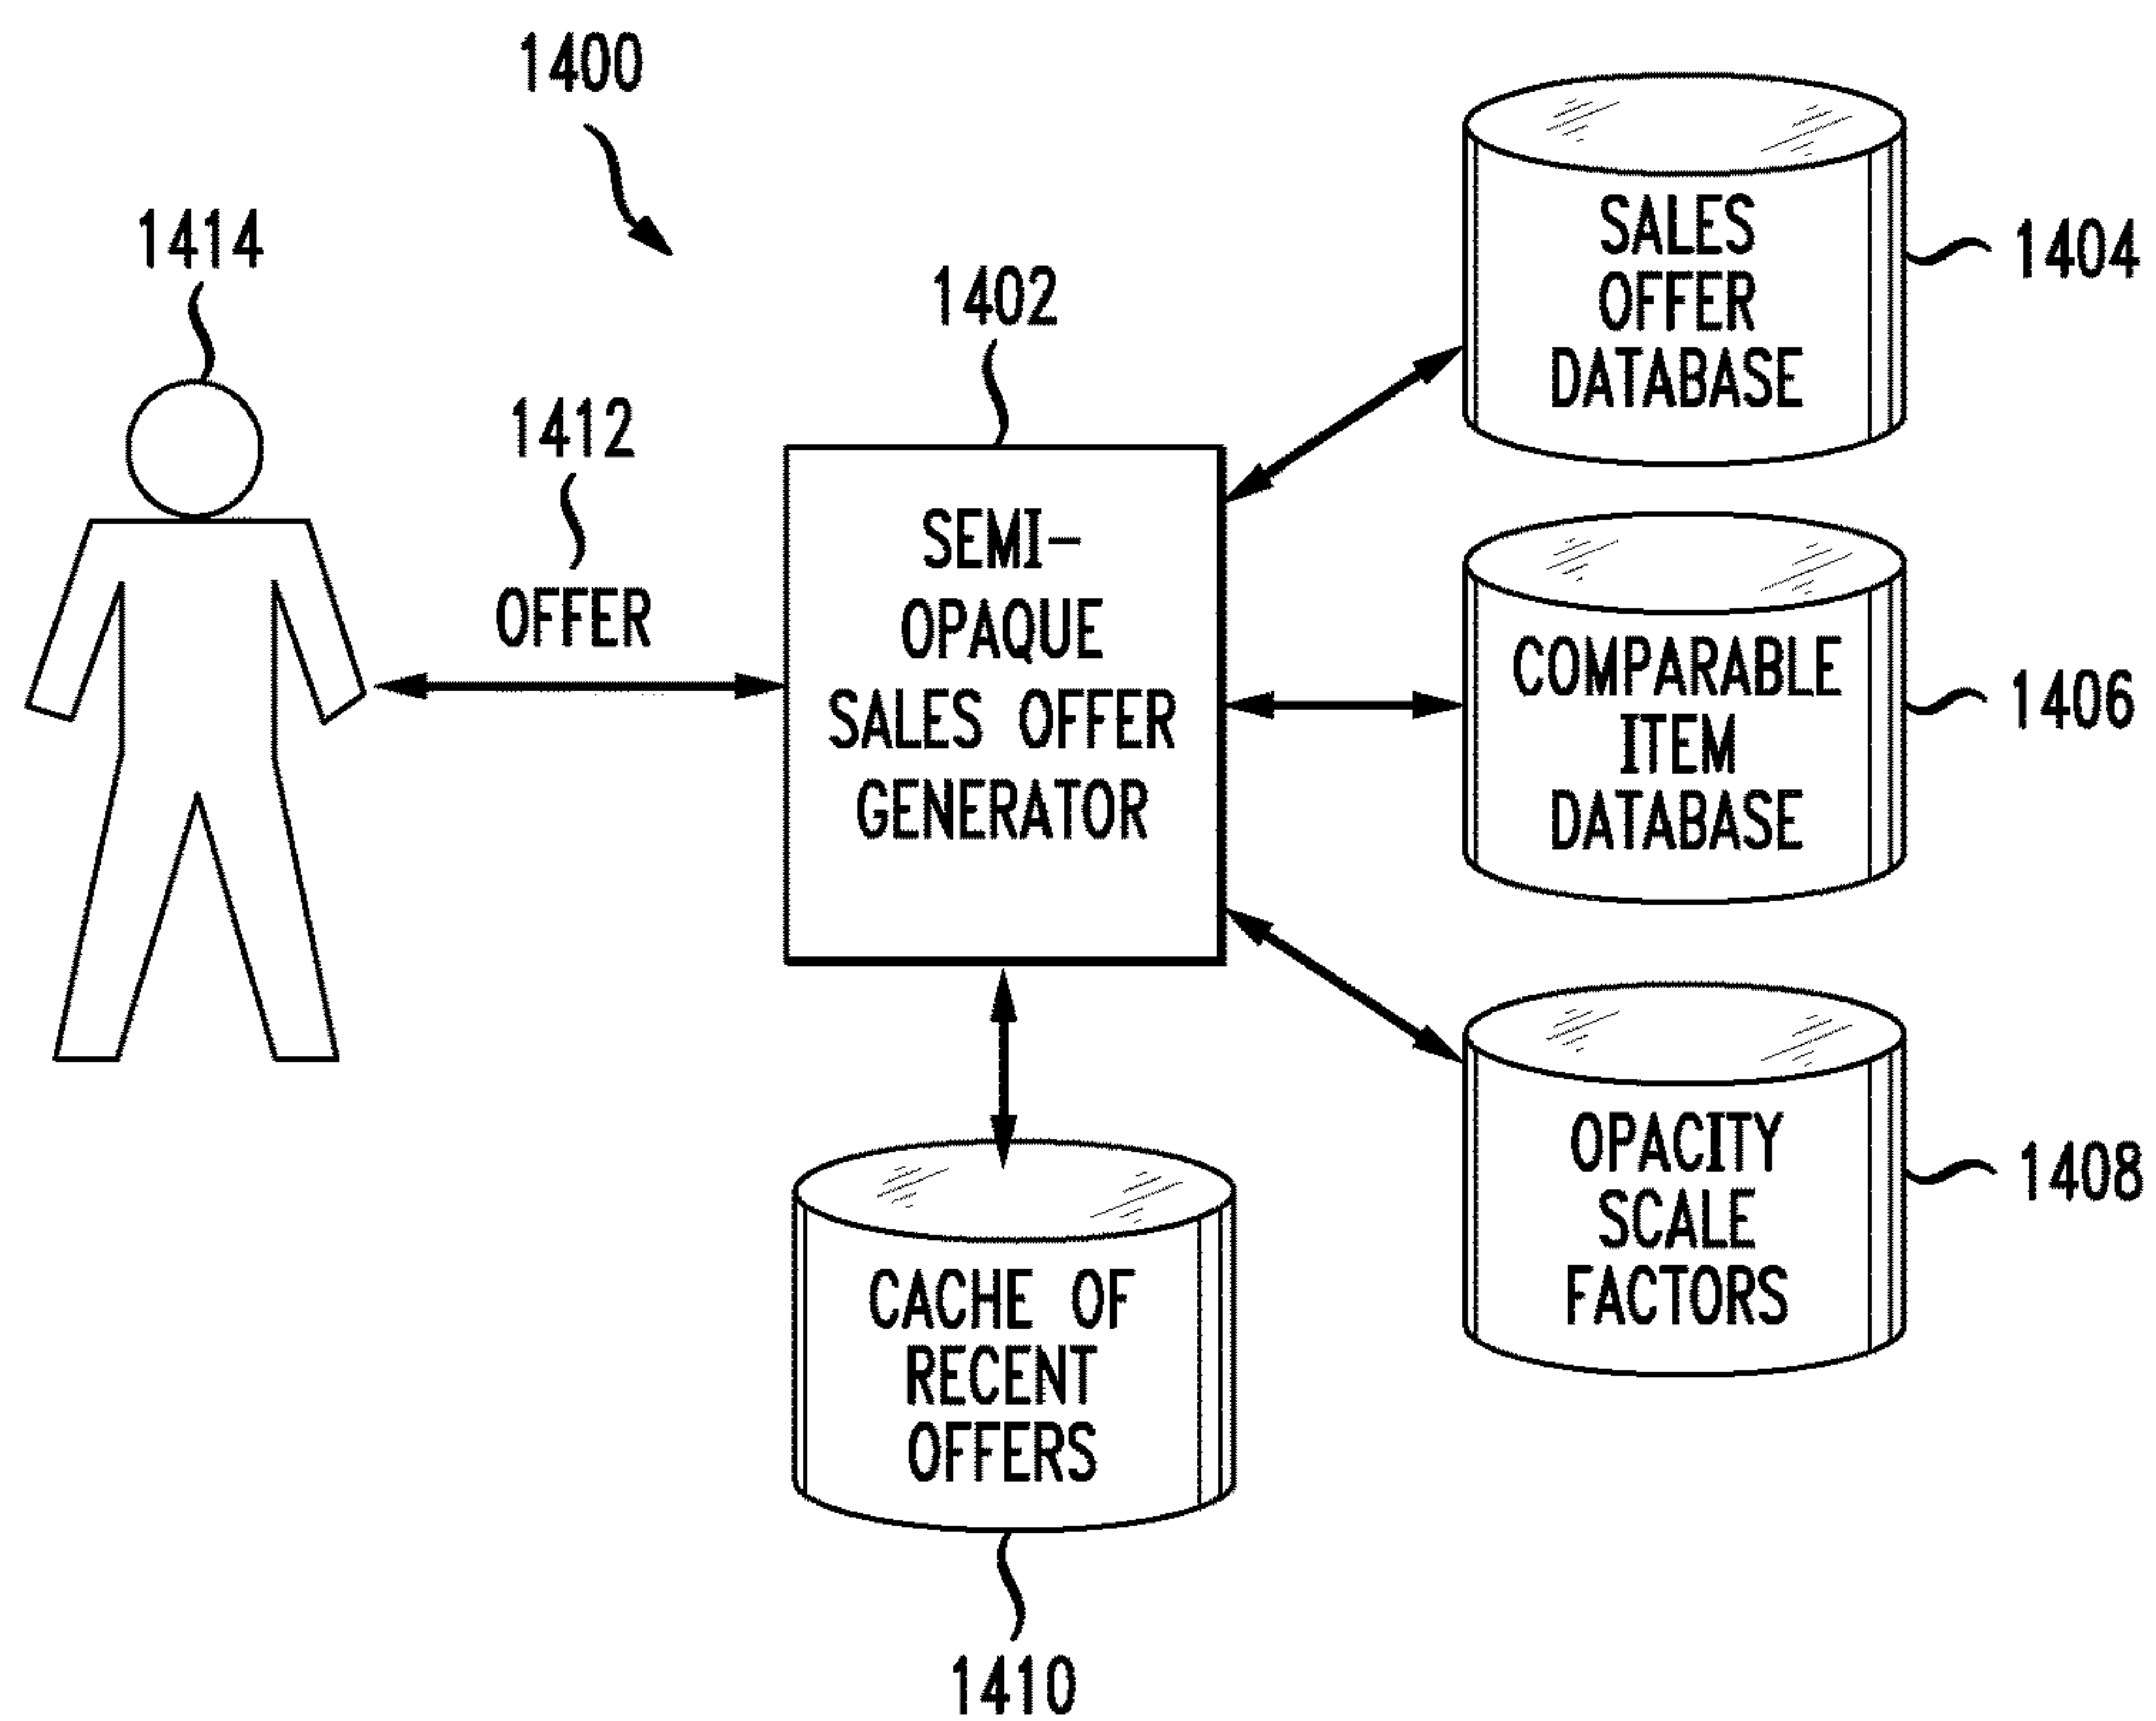 1400
1414
1412
OFFER
1402
SEMI-
OPAQUE
SALES OFFER
GENERATOR
SALES
OFFER
DATABASE
1404
COMPARABLE
ITEM
DATABASE
1406
OPACITY
SCALE
FACTORS
1408
CACHE OF
RECENT
OFFERS
1410